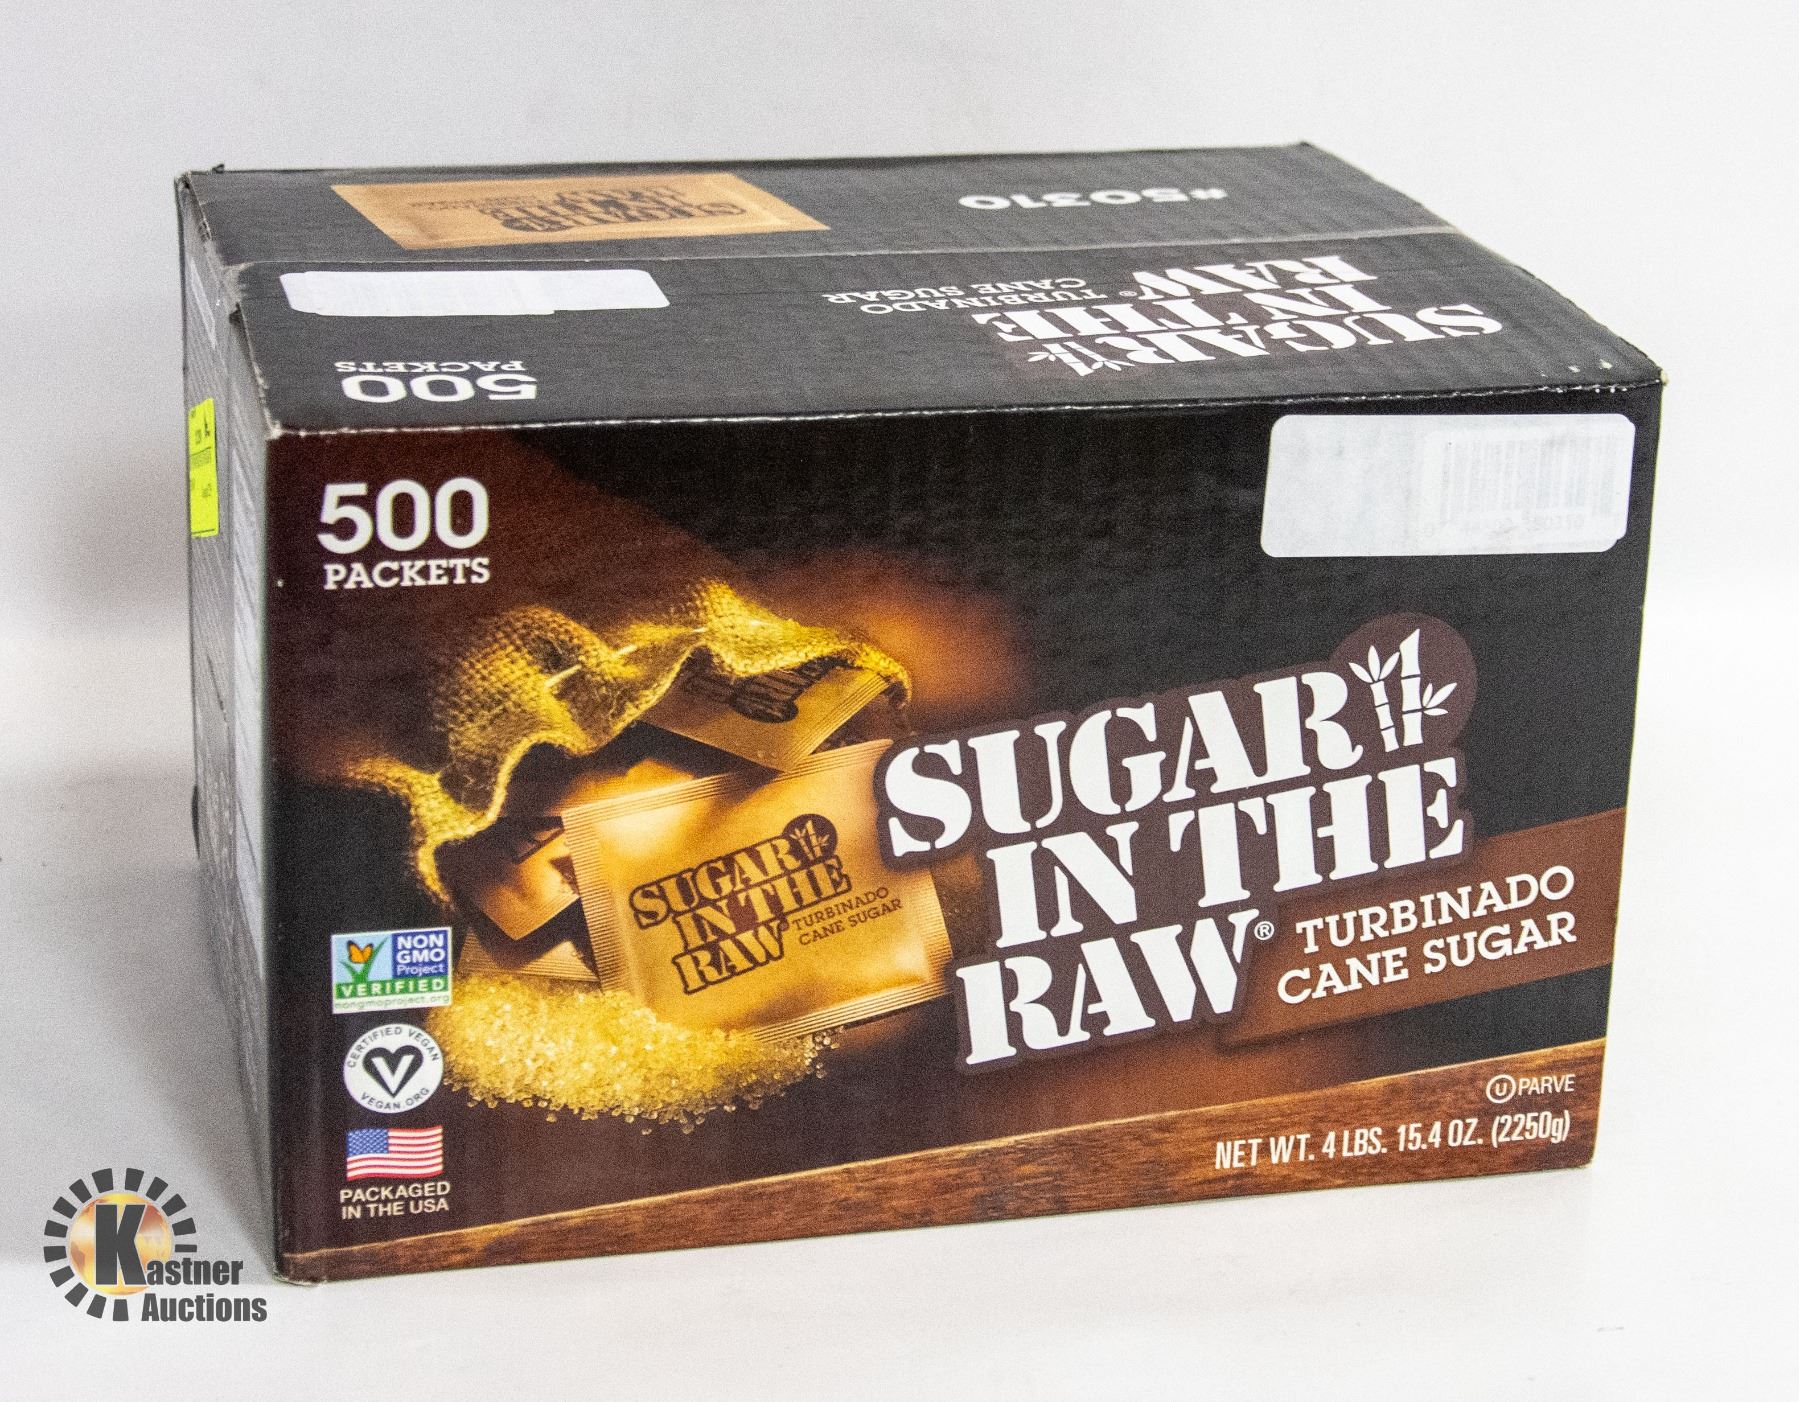 #50310
SUGAR
IN THE
RAW®
TURBINADO
CANE SUGAR
500
PACKETS
500
PACKETS
SUGAR
IN THE
RAW®
TURBINADO
CANE SUGAR
SUGAR
IN THE
RAW
TURBINADO
CANE SUGAR
NON
GMO
Project
VERIFIED
nongmoproject.org
CERTIFIED VEGAN
V
VEGAN.ORG
PACKAGED
IN THE USA
U PARVE
NET WT. 4 LBS. 15.4 OZ. (2250g)
Kastner
Auctions